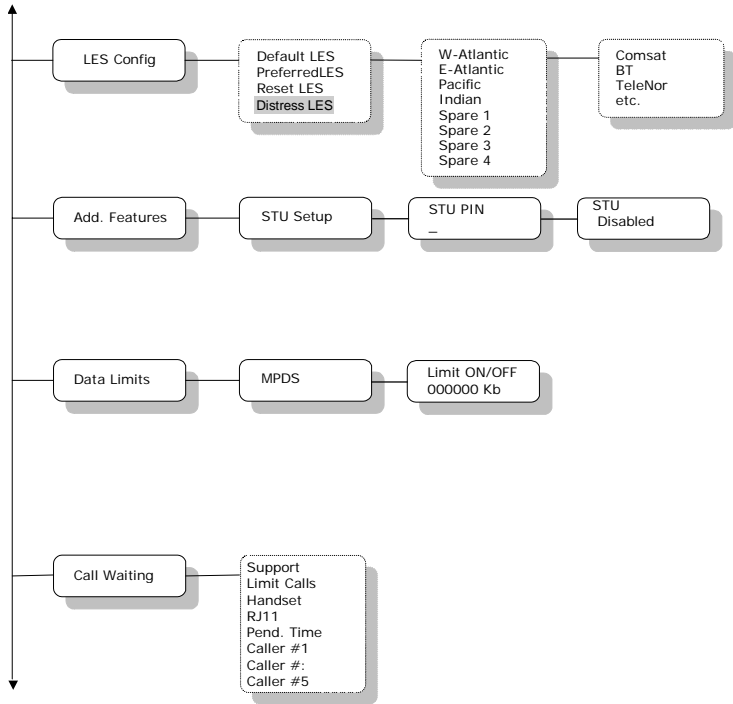 LES Config
Default LES
PreferredLES
Reset LES
Distress LES
W-Atlantic
E-Atlantic
Pacific
Indian
Spare 1
Spare 2
Spare 3
Spare 4
Comsat
BT
TeleNor
etc.
Add. Features
STU Setup
STU PIN
_
STU
Disabled
Data Limits
MPDS
Limit ON/OFF
000000 Kb
Call Waiting
Support
Limit Calls
Handset
RJ11
Pend. Time
Caller #1
Caller #:
Caller #5